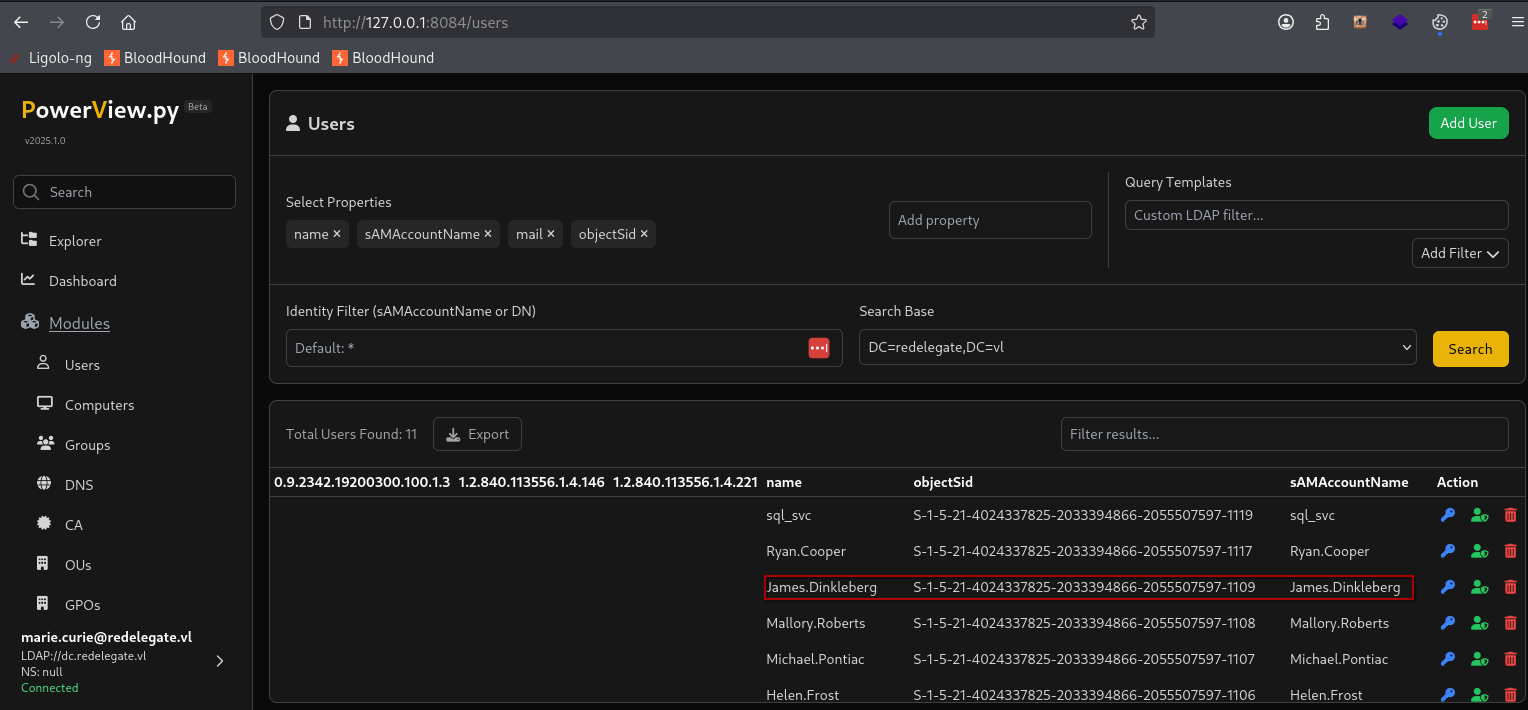 http://127.0.0.1:8084/users
2
Ligolo-ng BloodHound BloodHound BloodHound
PowerView.py Beta
v2025.1.0
Search
Explorer
Dashboard
Modules
Users
Computers
Groups
DNS
CA
OUs
GPOs
marie.curie@redelegate.vl
LDAP://dc.redelegate.vl
NS: null
Connected
Users
Add User
Select Properties
name × sAMAccountName × mail × objectSid ×
Add property
Query Templates
Custom LDAP filter...
Add Filter
Identity Filter (sAMAccountName or DN)
Default: *
Search Base
DC=redelegate,DC=vl
Search
Total Users Found: 11
Export
Filter results...
0.9.2342.19200300.100.1.3 1.2.840.113556.1.4.146 1.2.840.113556.1.4.221 name objectSid sAMAccountName Action
sql_svc S-1-5-21-4024337825-2033394866-2055507597-1119 sql_svc
Ryan.Cooper S-1-5-21-4024337825-2033394866-2055507597-1117 Ryan.Cooper
James.Dinkleberg S-1-5-21-4024337825-2033394866-2055507597-1109 James.Dinkleberg
Mallory.Roberts S-1-5-21-4024337825-2033394866-2055507597-1108 Mallory.Roberts
Michael.Pontiac S-1-5-21-4024337825-2033394866-2055507597-1107 Michael.Pontiac
Helen.Frost S-1-5-21-4024337825-2033394866-2055507597-1106 Helen.Frost